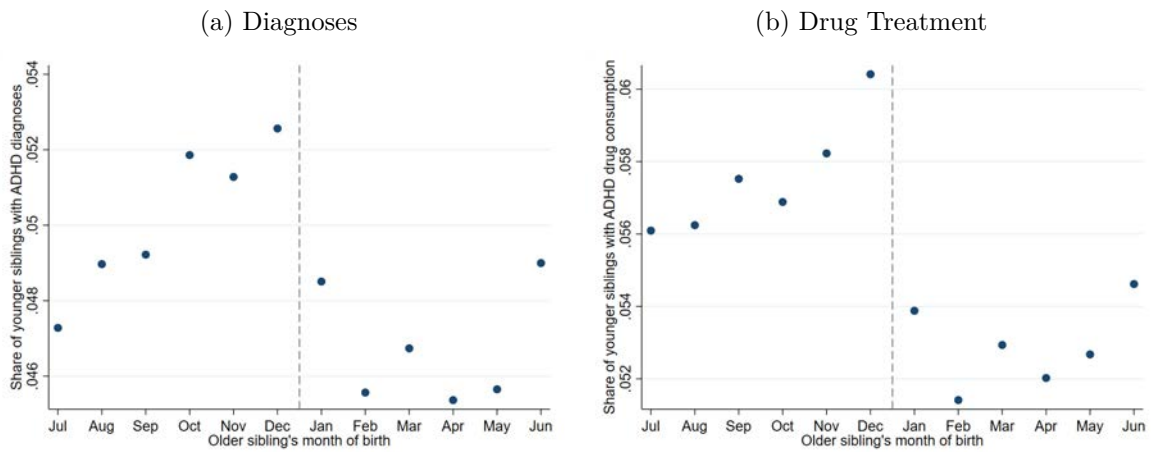 (a) Diagnoses
Share of younger siblings with ADHD diagnoses
.054
.052
.05
.048
.046
Jul Aug Sep Oct Nov Dec Jan Feb Mar Apr May Jun
Older sibling's month of birth
(b) Drug Treatment
Share of younger siblings with ADHD drug consumption
.06
.058
.056
.054
.052
Jul Aug Sep Oct Nov Dec Jan Feb Mar Apr May Jun
Older sibling's month of birth